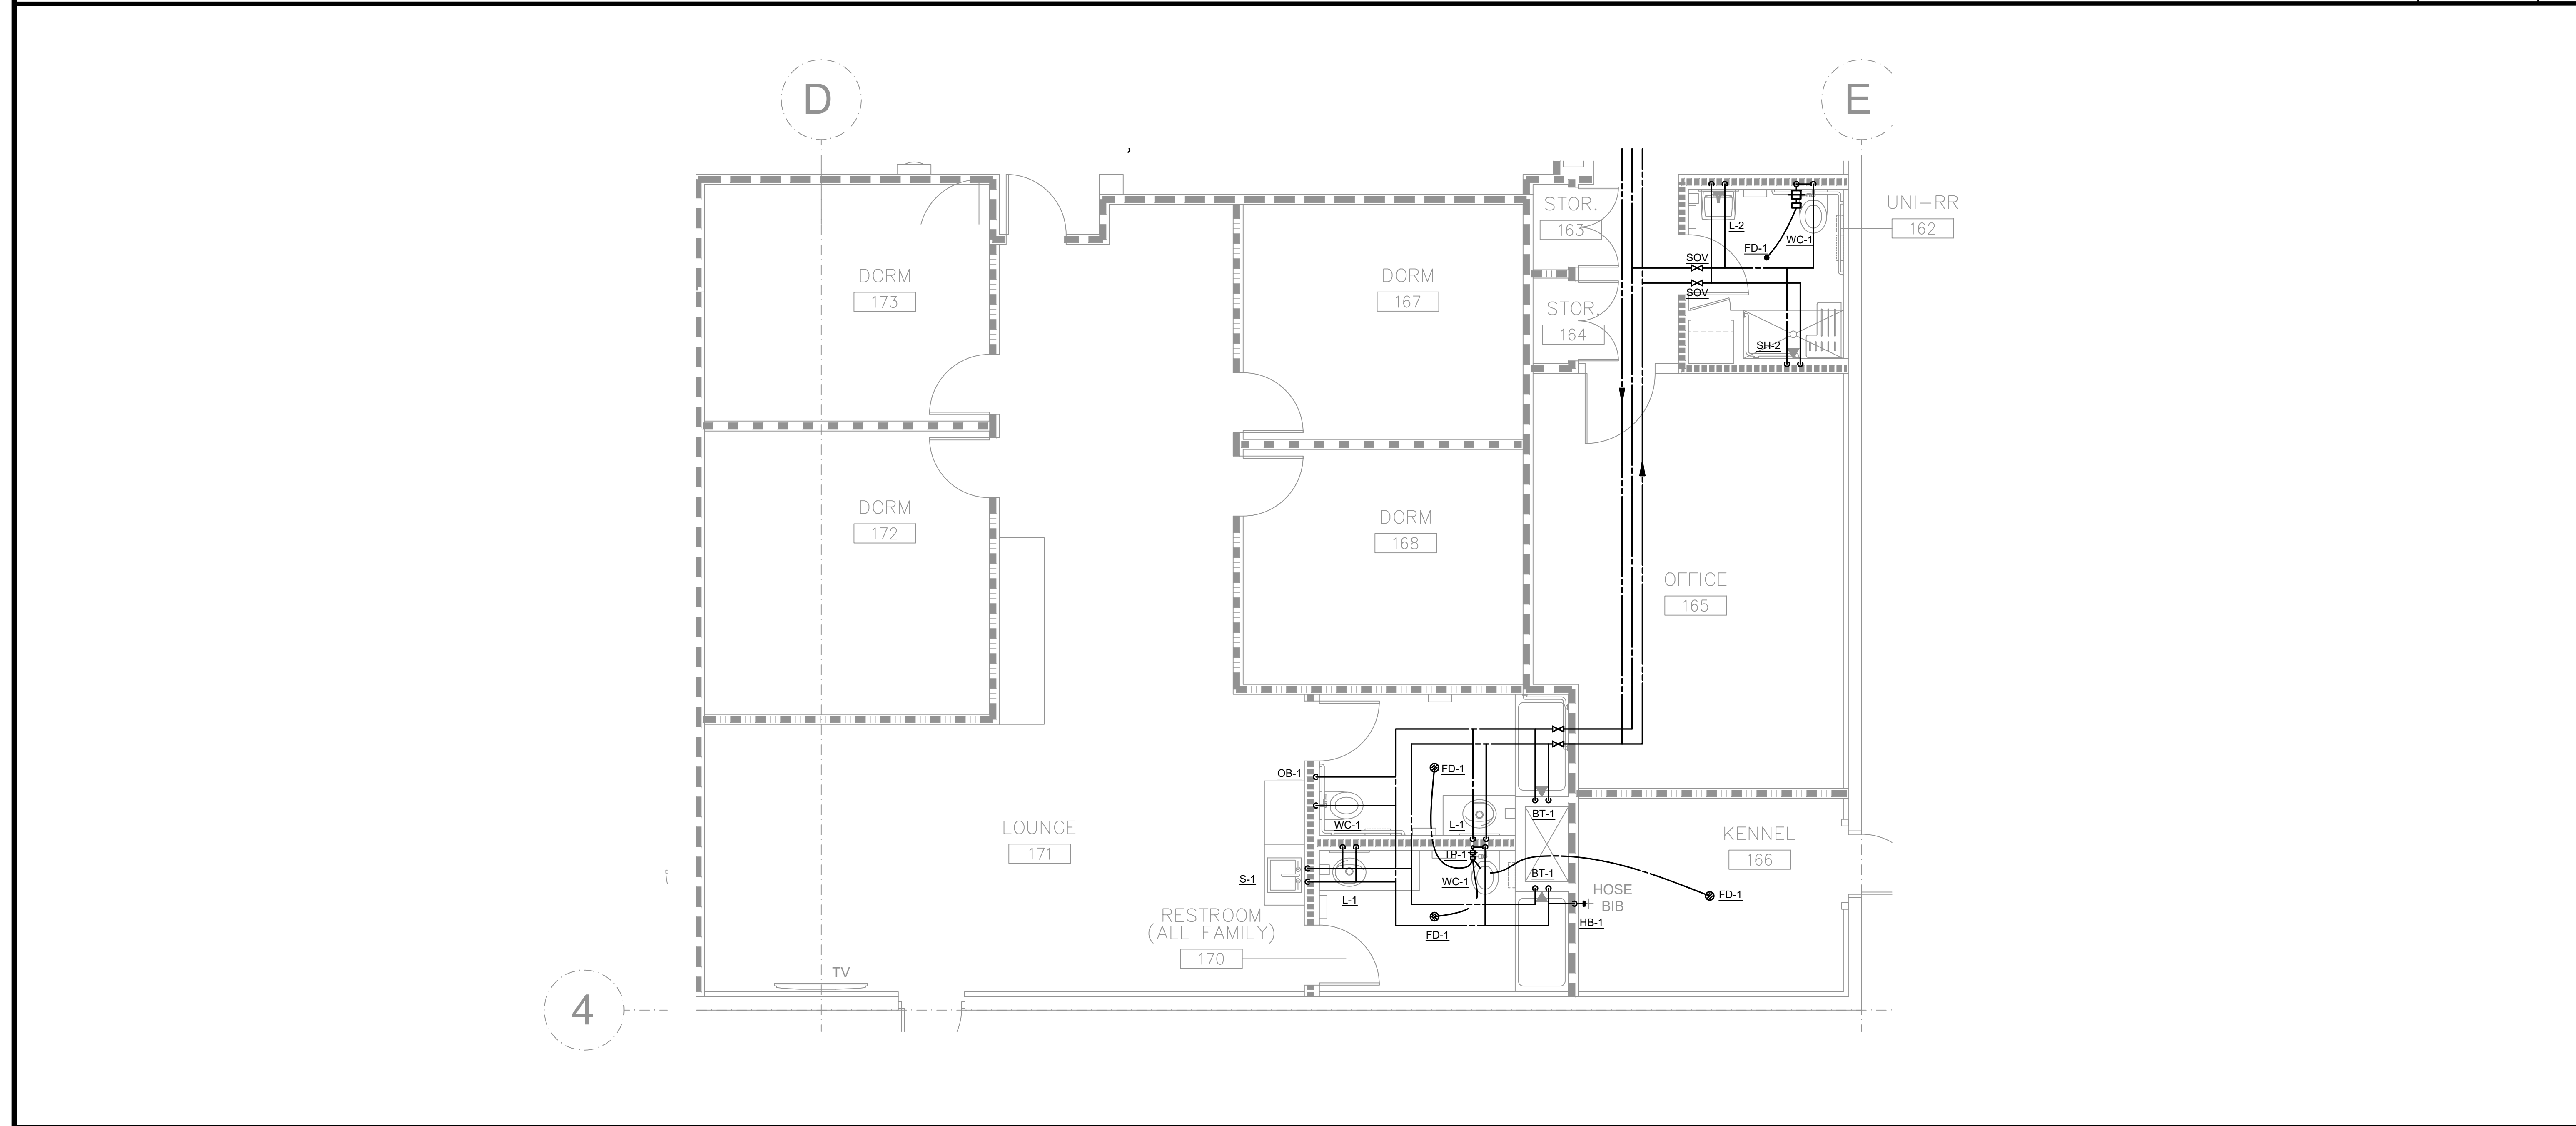 D
E
STOR.
163
UNI-RR
162
L-2
WC-1
FD-1
SOV
SOV
DORM
173
DORM
167
STOR.
164
SH-2
DORM
172
DORM
168
OFFICE
165
OB-1
FD-1
WC-1
L-1
BT-1
LOUNGE
171
KENNEL
166
TP-1
WC-1
BT-1
S-1
L-1
HOSE
BIB
FD-1
HB-1
FD-1
RESTROOM
(ALL FAMILY)
170
TV
4